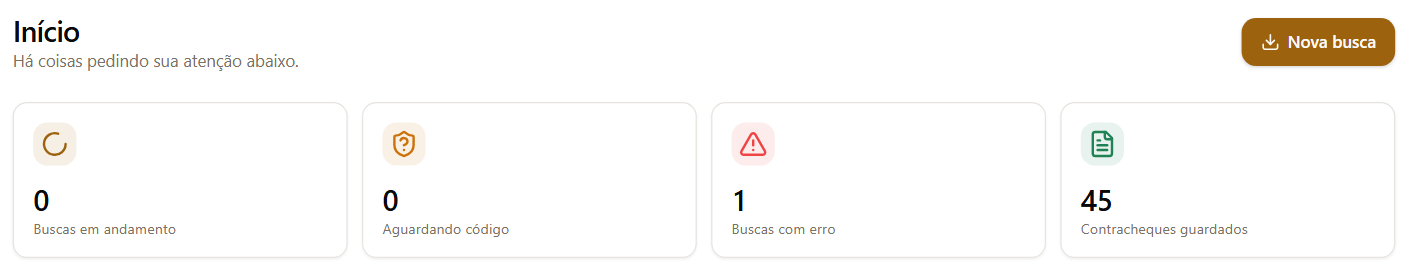 Início
Há coisas pedindo sua atenção abaixo.
Nova busca
0
Buscas em andamento
0
Aguardando código
1
Buscas com erro
45
Contracheques guardados